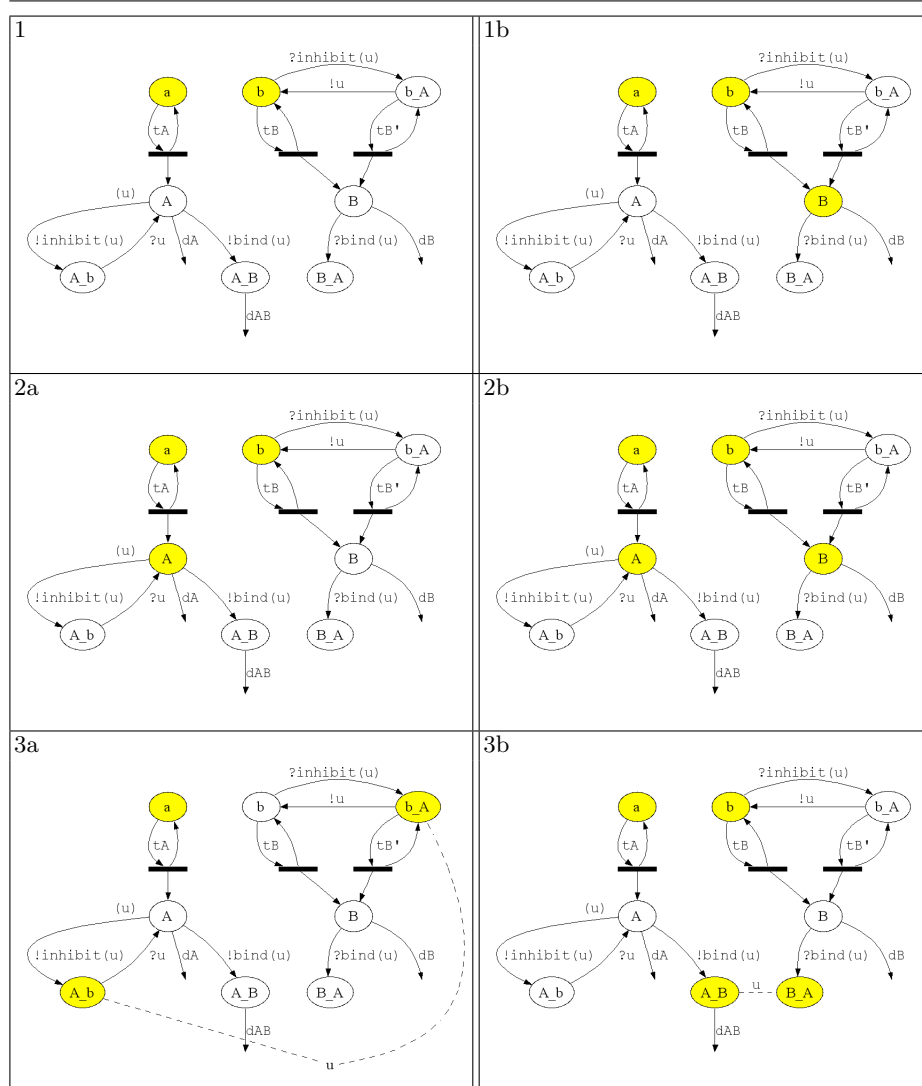 1
?inhibit(u)
a
b
!u
b_A
tA
tB
tB'
(u)
A
B
!inhibit(u)
?u
dA
!bind(u)
?bind(u)
dB
A_b
A_B
B_A
dAB
1b
?inhibit(u)
a
b
!u
b_A
tA
tB
tB'
(u)
A
B
!inhibit(u)
?u
dA
!bind(u)
?bind(u)
dB
A_b
A_B
B_A
dAB
2a
?inhibit(u)
a
b
!u
b_A
tA
tB
tB'
(u)
A
B
!inhibit(u)
?u
dA
!bind(u)
?bind(u)
dB
A_b
A_B
B_A
dAB
2b
?inhibit(u)
a
b
!u
b_A
tA
tB
tB'
(u)
A
B
!inhibit(u)
?u
dA
!bind(u)
?bind(u)
dB
A_b
A_B
B_A
dAB
3a
?inhibit(u)
a
b
!u
b_A
tA
tB
tB'
(u)
A
B
!inhibit(u)
?u
dA
!bind(u)
?bind(u)
dB
A_b
A_B
B_A
dAB
u
3b
?inhibit(u)
a
b
!u
b_A
tA
tB
tB'
(u)
A
B
!inhibit(u)
?u
dA
!bind(u)
?bind(u)
dB
A_b
A_B
u
B_A
dAB